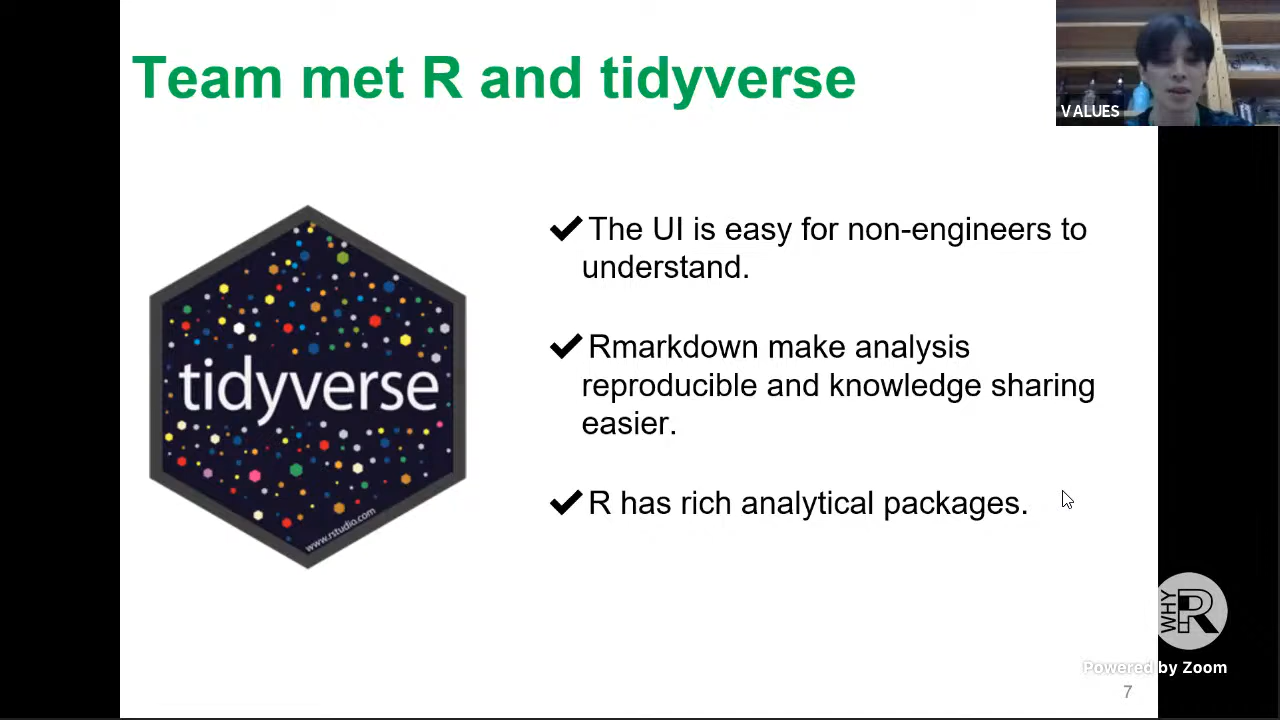 Team met R and tidyverse
VALUES
✔ The UI is easy for non-engineers to
understand.
✔ Rmarkdown make analysis
reproducible and knowledge sharing
easier.
✔ R has rich analytical packages.
tidyverse
www.rstudio.com
WHY R?
Powered by Zoom
7